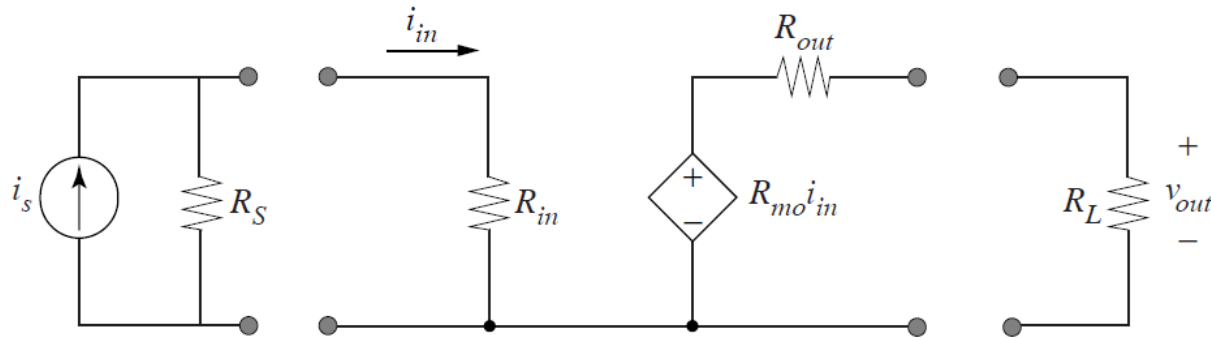 i_in
R_out
i_s
R_S
R_in
+
−
R_mo i_in
R_L
+
v_out
−